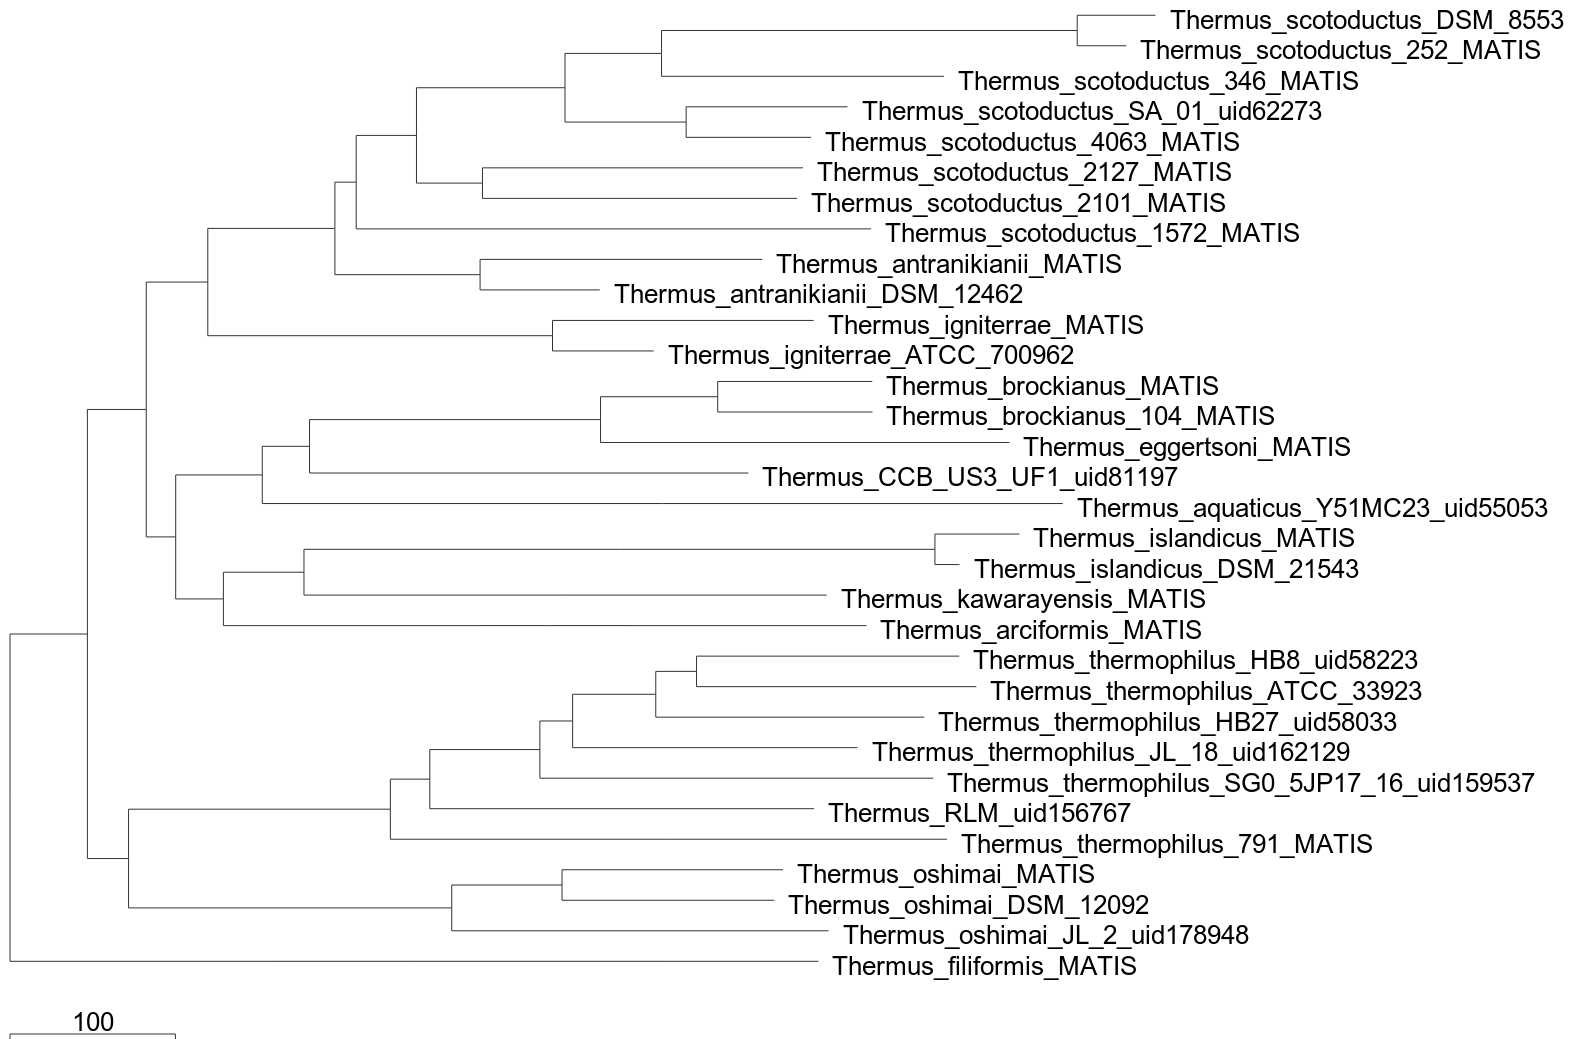 Thermus_scotoductus_DSM_8553
Thermus_scotoductus_252_MATIS
Thermus_scotoductus_346_MATIS
Thermus_scotoductus_SA_01_uid62273
Thermus_scotoductus_4063_MATIS
Thermus_scotoductus_2127_MATIS
Thermus_scotoductus_2101_MATIS
Thermus_scotoductus_1572_MATIS
Thermus_antranikianii_MATIS
Thermus_antranikianii_DSM_12462
Thermus_igniterrae_MATIS
Thermus_igniterrae_ATCC_700962
Thermus_brockianus_MATIS
Thermus_brockianus_104_MATIS
Thermus_eggertsoni_MATIS
Thermus_CCB_US3_UF1_uid81197
Thermus_aquaticus_Y51MC23_uid55053
Thermus_islandicus_MATIS
Thermus_islandicus_DSM_21543
Thermus_kawarayensis_MATIS
Thermus_arciformis_MATIS
Thermus_thermophilus_HB8_uid58223
Thermus_thermophilus_ATCC_33923
Thermus_thermophilus_HB27_uid58033
Thermus_thermophilus_JL_18_uid162129
Thermus_thermophilus_SG0_5JP17_16_uid159537
Thermus_RLM_uid156767
Thermus_thermophilus_791_MATIS
Thermus_oshimai_MATIS
Thermus_oshimai_DSM_12092
Thermus_oshimai_JL_2_uid178948
Thermus_filiformis_MATIS
100